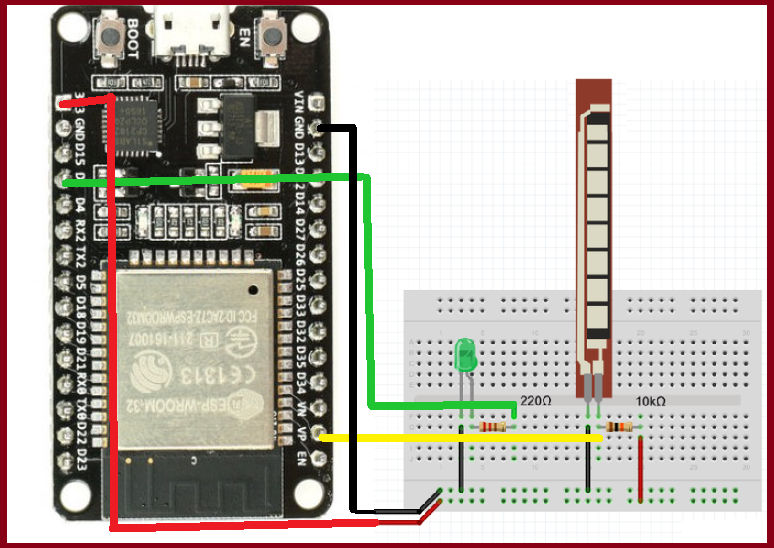 BOOT
EN
3V3
GND
D15
D
D4
RX2
TX2
D5
D18
D19
D21
RX0
TX0
D22
D23
VIN
GND
D13
D14
D27
D26
D25
D33
D32
D35
D34
VN
VP
EN
FCC ID:2AC7Z-ESPWROOM32
R 211-161007
CE1313
ESP-WROOM-32
220Ω
10kΩ